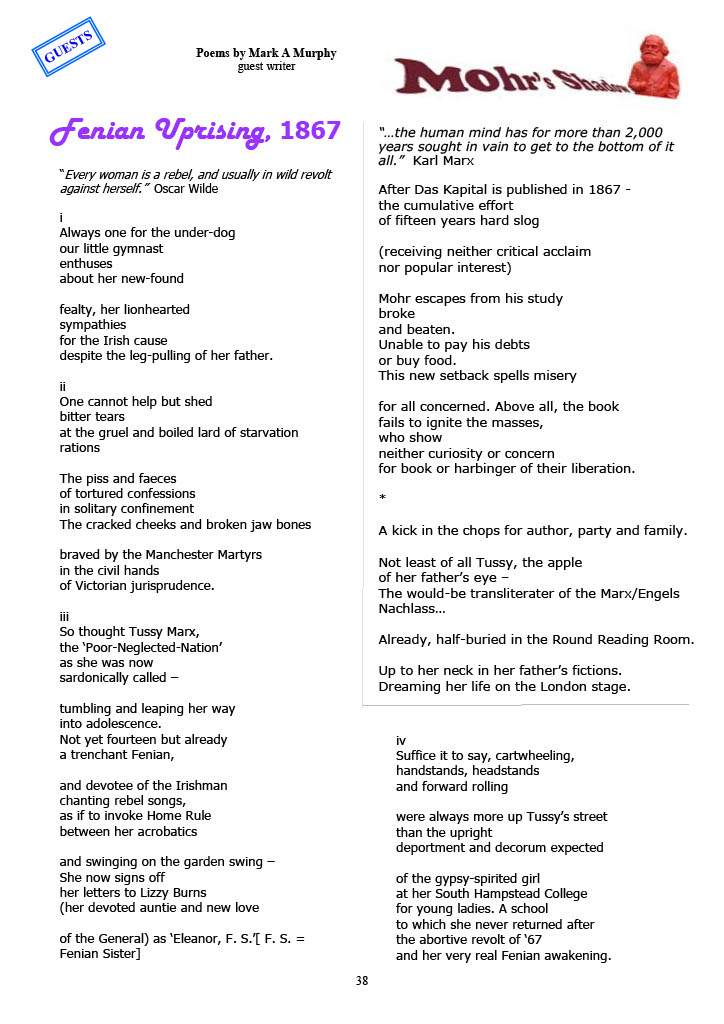 GUESTS
Poems by Mark A Murphy
guest writer
Mohr's Shadow
Fenian Uprising, 1867
"Every woman is a rebel, and usually in wild revolt
against herself." Oscar Wilde
i
Always one for the under-dog
our little gymnast
enthuses
about her new-found
fealty, her lionhearted
sympathies
for the Irish cause
despite the leg-pulling of her father.
ii
One cannot help but shed
bitter tears
at the gruel and boiled lard of starvation
rations
The piss and faeces
of tortured confessions
in solitary confinement
The cracked cheeks and broken jaw bones
braved by the Manchester Martyrs
in the civil hands
of Victorian jurisprudence.
iii
So thought Tussy Marx,
the ‘Poor-Neglected-Nation’
as she was now
sardonically called –
tumbling and leaping her way
into adolescence.
Not yet fourteen but already
a trenchant Fenian,
and devotee of the Irishman
chanting rebel songs,
as if to invoke Home Rule
between her acrobatics
and swinging on the garden swing –
She now signs off
her letters to Lizzy Burns
(her devoted auntie and new love
of the General) as ‘Eleanor, F. S.’[ F. S. =
Fenian Sister]
iv
Suffice it to say, cartwheeling,
handstands, headstands
and forward rolling
were always more up Tussy’s street
than the upright
deportment and decorum expected
of the gypsy-spirited girl
at her South Hampstead College
for young ladies. A school
to which she never returned after
the abortive revolt of ‘67
and her very real Fenian awakening.
“…the human mind has for more than 2,000
years sought in vain to get to the bottom of it
all.” Karl Marx
After Das Kapital is published in 1867 -
the cumulative effort
of fifteen years hard slog
(receiving neither critical acclaim
nor popular interest)
Mohr escapes from his study
broke
and beaten.
Unable to pay his debts
or buy food.
This new setback spells misery
for all concerned. Above all, the book
fails to ignite the masses,
who show
neither curiosity or concern
for book or harbinger of their liberation.
*
A kick in the chops for author, party and family.
Not least of all Tussy, the apple
of her father’s eye –
The would-be transliterater of the Marx/Engels
Nachlass…
Already, half-buried in the Round Reading Room.
Up to her neck in her father’s fictions.
Dreaming her life on the London stage.
38